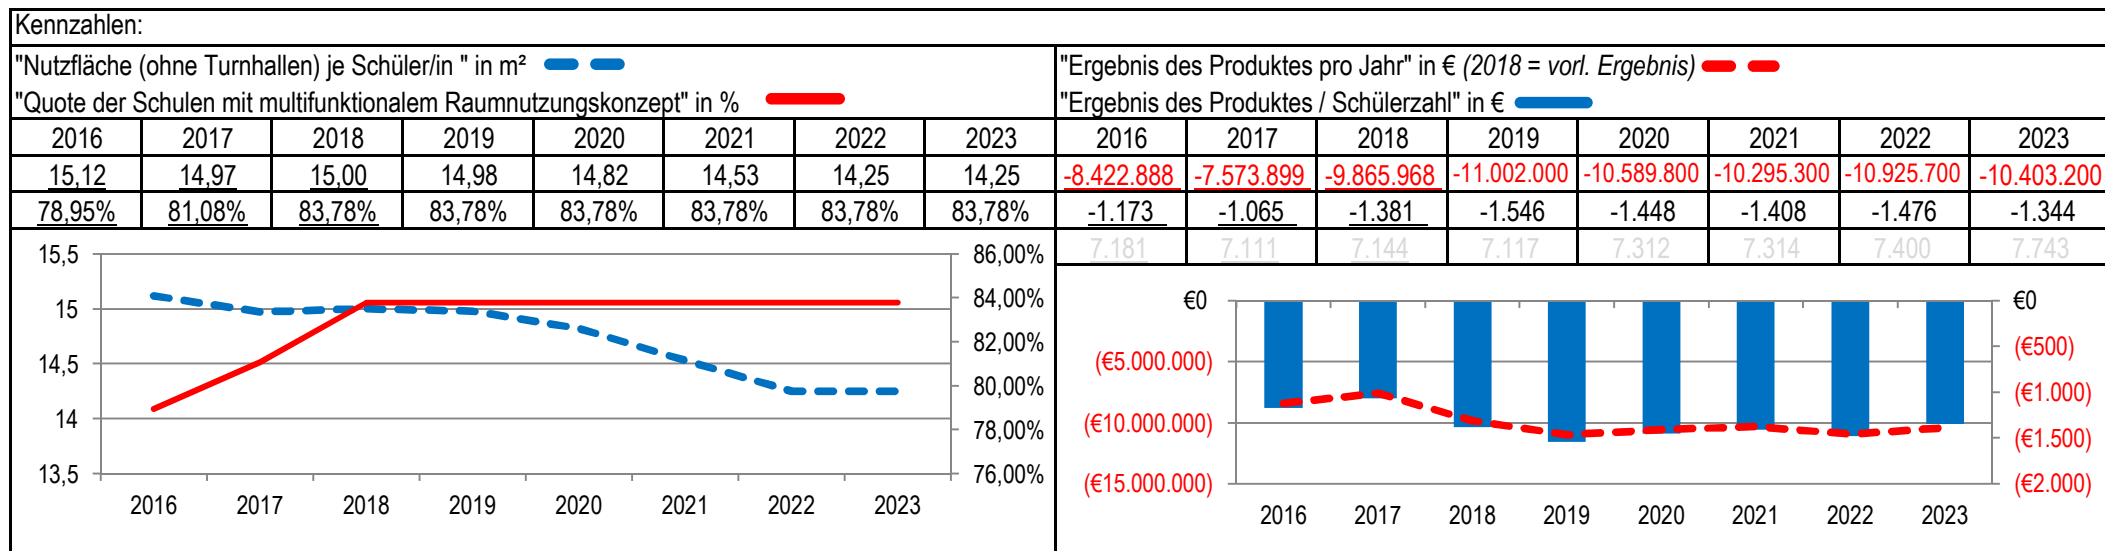 Kennzahlen:
"Nutzfläche (ohne Turnhallen) je Schüler/in " in m²
"Quote der Schulen mit multifunktionalem Raumnutzungskonzept" in %
2016 2017 2018 2019 2020 2021 2022 2023
15,12 14,97 15,00 14,98 14,82 14,53 14,25 14,25
78,95% 81,08% 83,78% 83,78% 83,78% 83,78% 83,78% 83,78%
15,5
15
14,5
14
13,5
86,00%
84,00%
82,00%
80,00%
78,00%
76,00%
2016 2017 2018 2019 2020 2021 2022 2023
"Ergebnis des Produktes pro Jahr" in € (2018 = vorl. Ergebnis)
"Ergebnis des Produktes / Schülerzahl" in €
2016 2017 2018 2019 2020 2021 2022 2023
-8.422.888 -7.573.899 -9.865.968 -11.002.000 -10.589.800 -10.295.300 -10.925.700 -10.403.200
-1.173 -1.065 -1.381 -1.546 -1.448 -1.408 -1.476 -1.344
7.181 7.111 7.144 7.117 7.312 7.314 7.400 7.743
€0
(€5.000.000)
(€10.000.000)
(€15.000.000)
€0
(€500)
(€1.000)
(€1.500)
(€2.000)
2016 2017 2018 2019 2020 2021 2022 2023